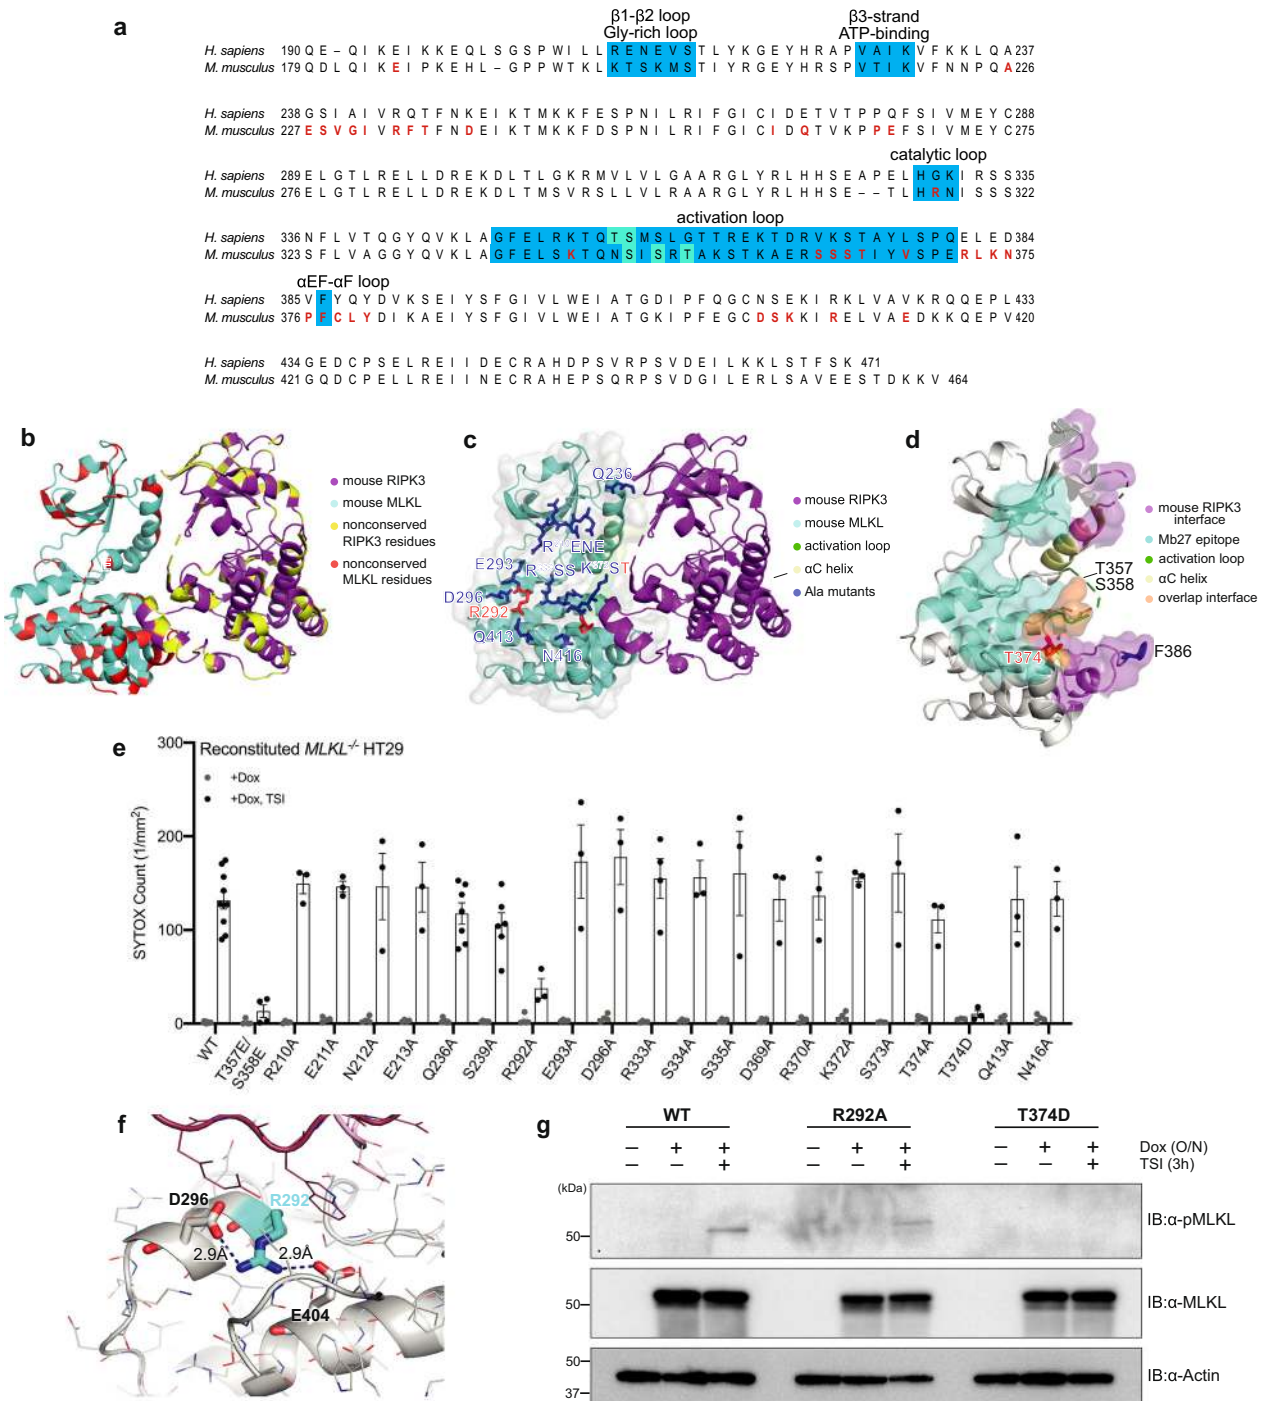 a
β1-β2 loop
Gly-rich loop
β3-strand
ATP-binding
H. sapiens 190 Q E – Q I K E I K K E Q L S G S P W I L L R E N E V S T L Y K G E Y H R A P V A I K V F K K L Q A 237
M. musculus 179 Q D L Q I K E I P K E H L – G P P W T K L K T S K M S T I Y R G E Y H R S P V T I K V F N N P Q A 226
H. sapiens 238 G S I A I V R Q T F N K E I K T M K K F E S P N I L R I F G I C I D E T V T P P Q F S I V M E Y C 288
M. musculus 227 E S V G I V R F T F N D E I K T M K K F D S P N I L R I F G I C I D Q T V K P P E F S I V M E Y C 275
catalytic loop
H. sapiens 289 E L G T L R E L L D R E K D L T L G K R M V L V L G A A R G L Y R L H H S E A P E L H G K I R S S 335
M. musculus 276 E L G T L R E L L D R E K D L T M S V R S L L V L R A A R G L Y R L H H S E – – T L H R N I S S S 322
activation loop
H. sapiens 336 N F L V T Q G Y Q V K L A G F E L R K T Q T S M S L G T T R E K T D R V K S T A Y L S P Q E L E D 384
M. musculus 323 S F L V A G G Y Q V K L A G F E L S K T Q N S I S R T A K S T K A E R S S S T I Y V S P E R L K N 375
αEF-αF loop
H. sapiens 385 V F Y Q Y D V K S E I Y S F G I V L W E I A T G D I P F Q G C N S E K I R K L V A V K R Q Q E P L 433
M. musculus 376 P F C L Y D I K A E I Y S F G I V L W E I A T G K I P F E G C D S K K I R E L V A E D K K Q E P V 420
H. sapiens 434 G E D C P S E L R E I I D E C R A H D P S V R P S V D E I L K K L S T F S K 471
M. musculus 421 G Q D C P E L L R E I I N E C R A H E P S Q R P S V D G I L E R L S A V E E S T D K K V 464
b
mouse RIPK3
mouse MLKL
nonconserved
RIPK3 residues
nonconserved
MLKL residues
c
Q236
R ENE
E293
R SS K ST
D296
R292
Q413
N416
mouse RIPK3
mouse MLKL
activation loop
αC helix
Ala mutants
d
T357
S358
T374
F386
mouse RIPK3
interface
Mb27 epitope
activation loop
αC helix
overlap interface
e
Reconstituted MLKL-/- HT29
+Dox
+Dox, TSI
SYTOX Count (1/mm²)
300
200
100
0
WT
T357E/
S358E
R210A
E211A
N212A
E213A
Q236A
S239A
R292A
E293A
D296A
R333A
S334A
S335A
D369A
R370A
K372A
S373A
T374A
T374D
Q413A
N416A
f
D296
R292
2.9Å
2.9Å
E404
g
WT R292A T374D
– + + – + + – + + Dox (O/N)
– – + – – + – – + TSI (3h)
(kDa)
50
IB:α-pMLKL
50
IB:α-MLKL
50
37
IB:α-Actin